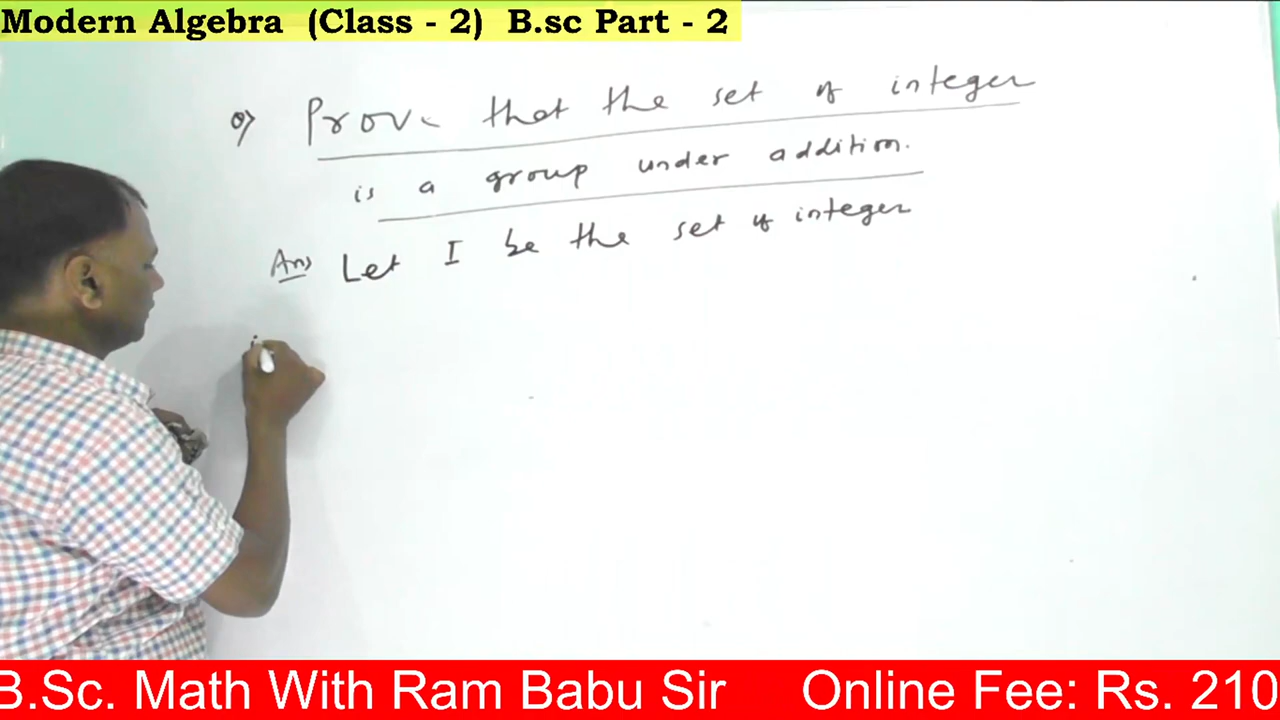 Modern Algebra (Class - 2) B.sc Part - 2
Q) Prove that the set of integer
is a group under addition.
Ans Let I be the set of integer
B.Sc. Math With Ram Babu Sir Online Fee: Rs. 210